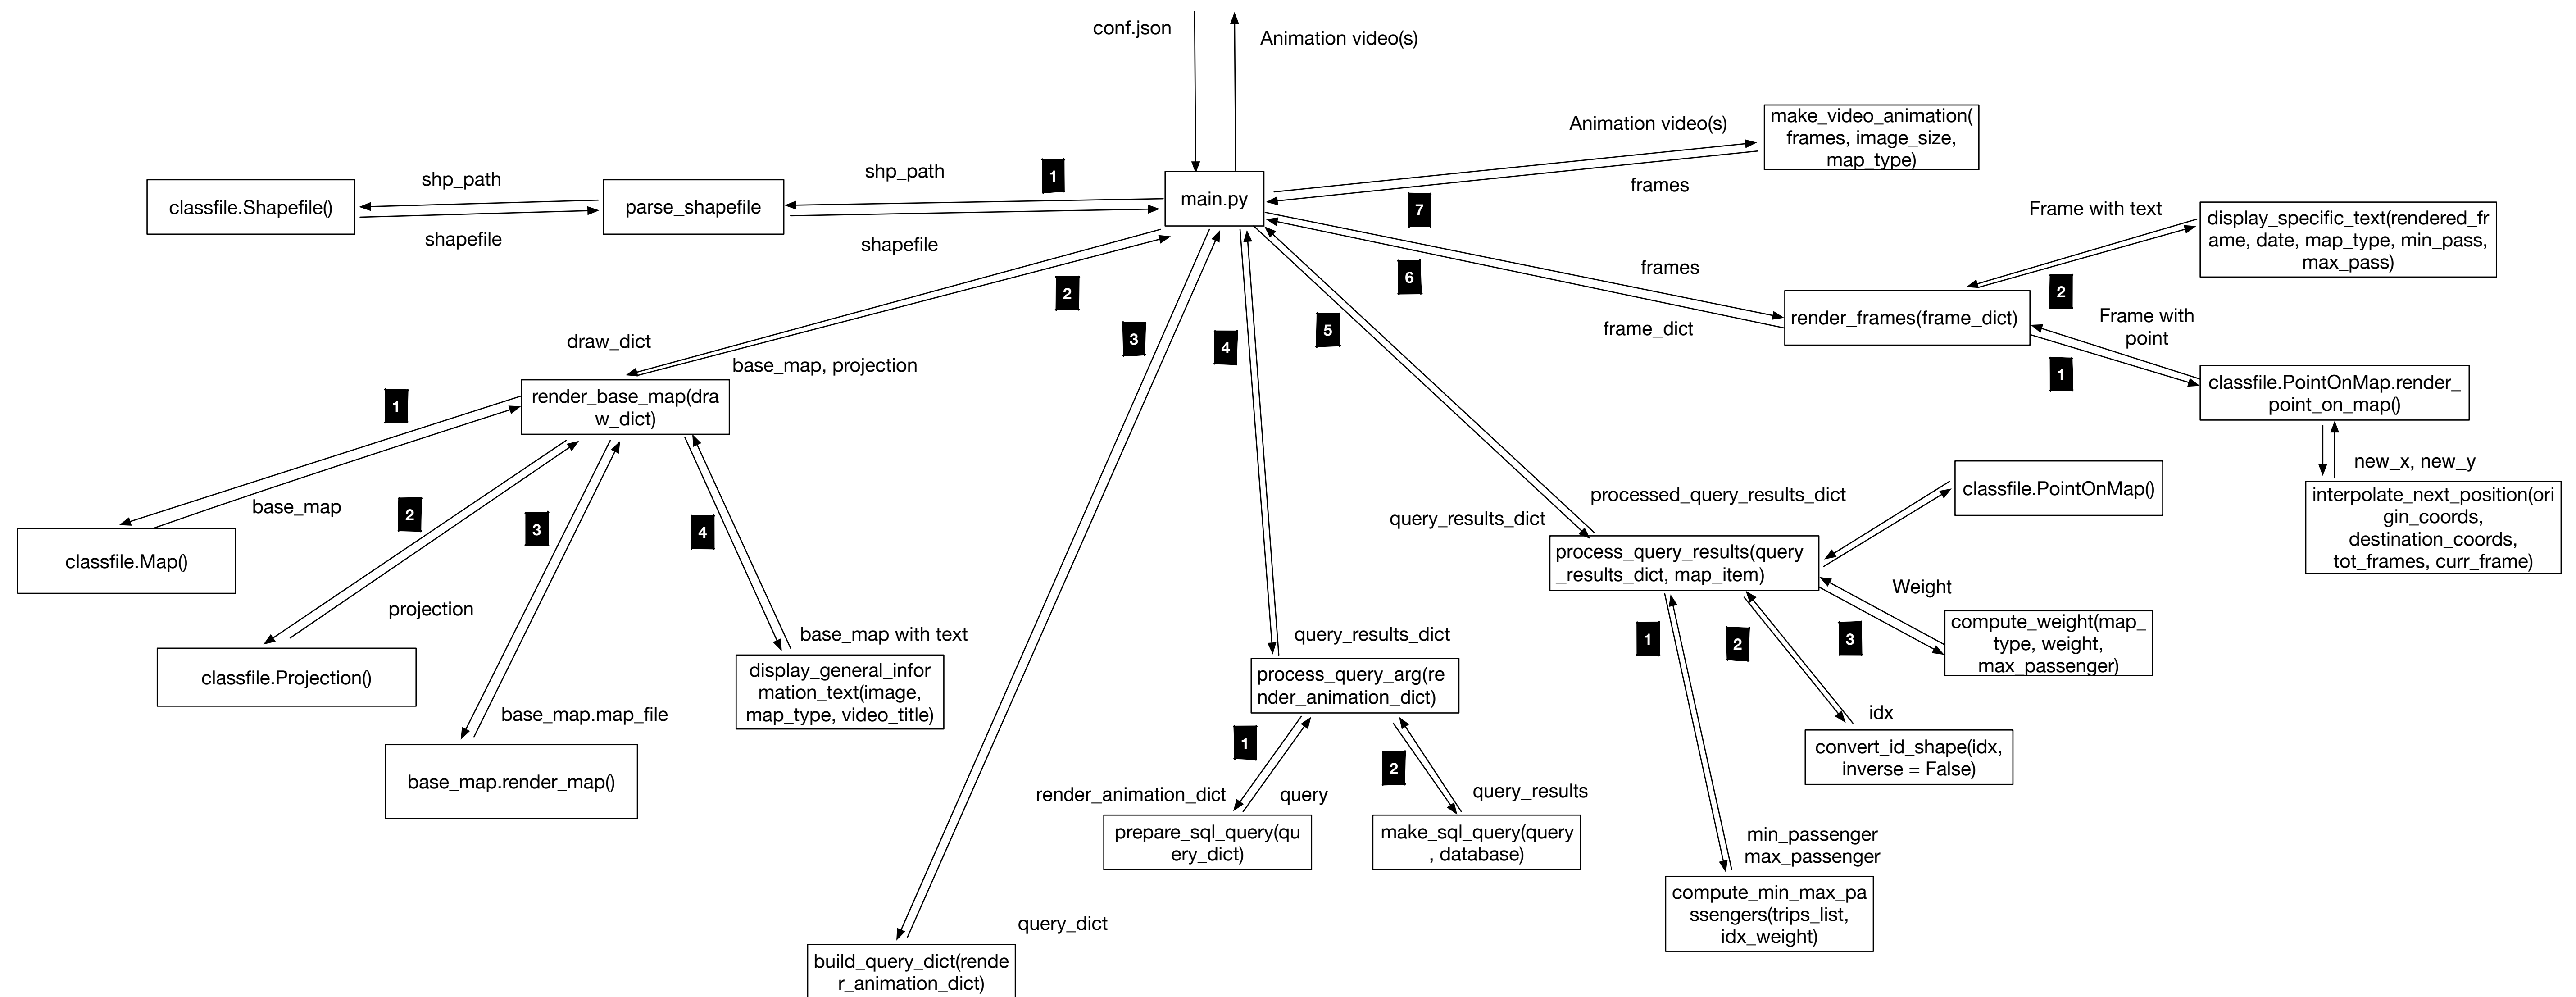 conf.json
Animation video(s)
Animation video(s)
make_video_animation(
frames, image_size,
map_type)
frames
7
shp_path
1
main.py
shp_path
classfile.Shapefile()
parse_shapefile
shapefile
shapefile
Frame with text
display_specific_text(rendered_fr
ame, date, map_type, min_pass,
max_pass)
2
6
frames
render_frames(frame_dict)
frame_dict
Frame with
point
1
classfile.PointOnMap.render_
point_on_map()
new_x, new_y
interpolate_next_position(ori
gin_coords,
destination_coords,
tot_frames, curr_frame)
2
3
4
5
draw_dict
base_map, projection
render_base_map(dra
w_dict)
1
base_map
classfile.Map()
2
projection
classfile.Projection()
3
base_map.map_file
base_map.render_map()
4
base_map with text
display_general_infor
mation_text(image,
map_type, video_title)
query_dict
build_query_dict(rende
r_animation_dict)
query_results_dict
process_query_arg(re
nder_animation_dict)
1
render_animation_dict
query
prepare_sql_query(qu
ery_dict)
2
query_results
make_sql_query(query
, database)
processed_query_results_dict
query_results_dict
process_query_results(query
_results_dict, map_item)
classfile.PointOnMap()
Weight
3
compute_weight(map_
type, weight,
max_passenger)
2
idx
convert_id_shape(idx,
inverse = False)
1
min_passenger
max_passenger
compute_min_max_pa
ssengers(trips_list,
idx_weight)